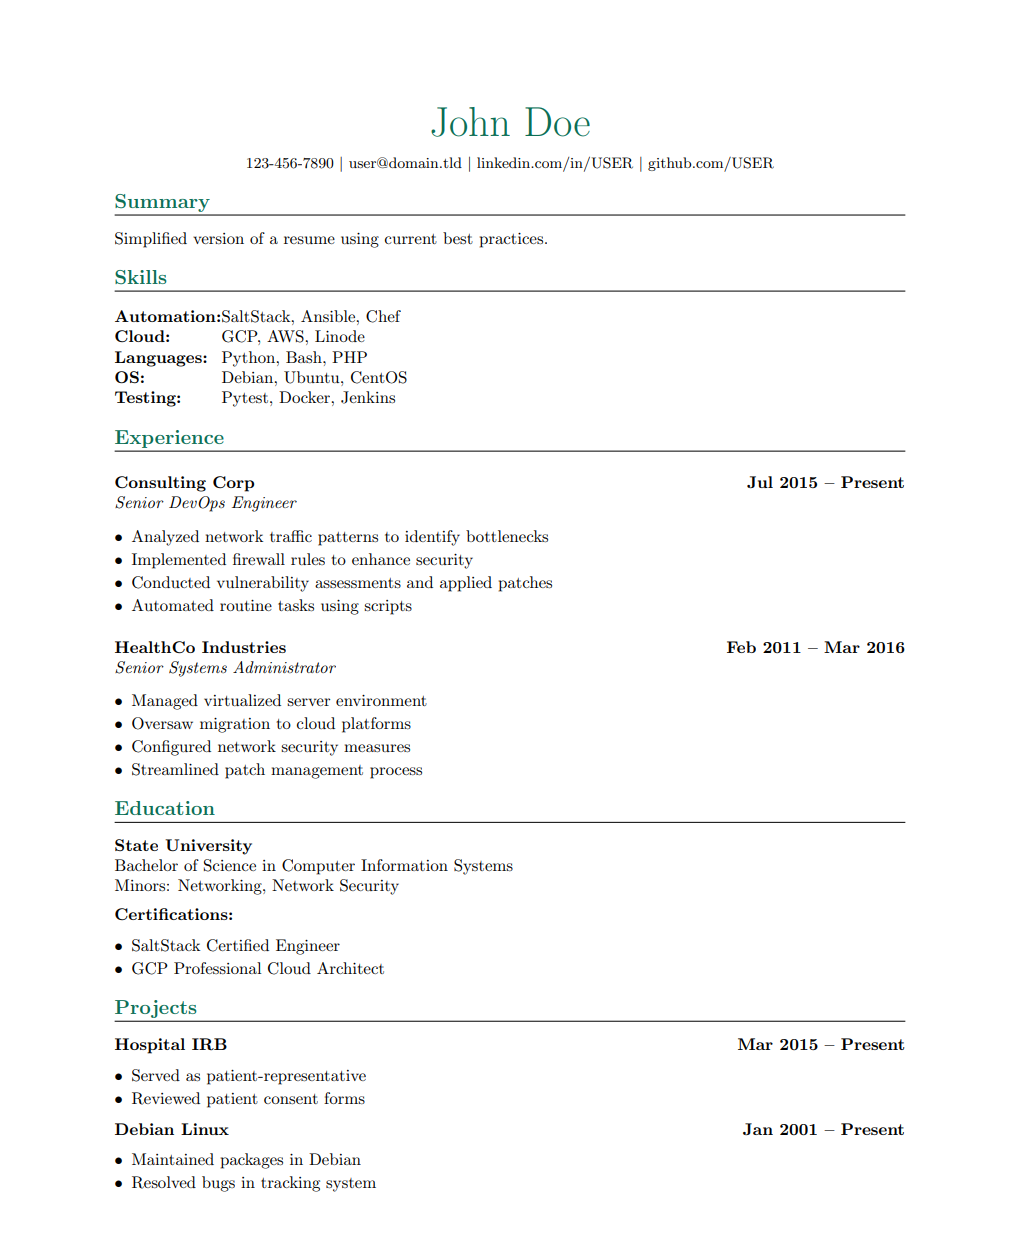 John Doe
123-456-7890 | user@domain.tld | linkedin.com/in/USER | github.com/USER
Summary
Simplified version of a resume using current best practices.
Skills
Automation:SaltStack, Ansible, Chef
Cloud: GCP, AWS, Linode
Languages: Python, Bash, PHP
OS: Debian, Ubuntu, CentOS
Testing: Pytest, Docker, Jenkins
Experience
Consulting Corp Jul 2015 – Present
Senior DevOps Engineer
• Analyzed network traffic patterns to identify bottlenecks
• Implemented firewall rules to enhance security
• Conducted vulnerability assessments and applied patches
• Automated routine tasks using scripts
HealthCo Industries Feb 2011 – Mar 2016
Senior Systems Administrator
• Managed virtualized server environment
• Oversaw migration to cloud platforms
• Configured network security measures
• Streamlined patch management process
Education
State University
Bachelor of Science in Computer Information Systems
Minors: Networking, Network Security
Certifications:
• SaltStack Certified Engineer
• GCP Professional Cloud Architect
Projects
Hospital IRB Mar 2015 – Present
• Served as patient-representative
• Reviewed patient consent forms
Debian Linux Jan 2001 – Present
• Maintained packages in Debian
• Resolved bugs in tracking system